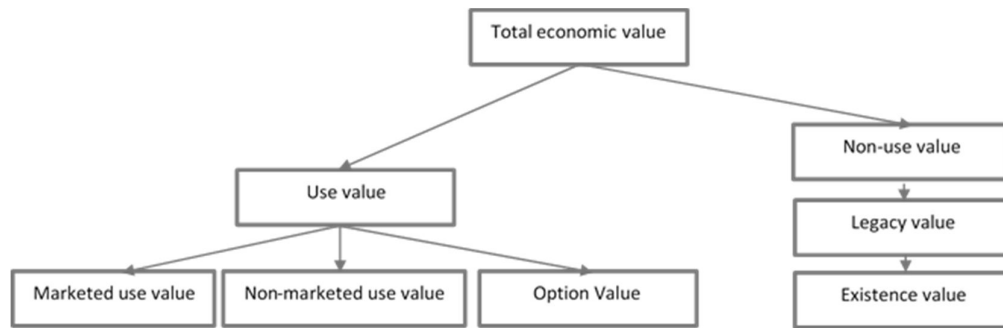 Total economic value
Non-use value
Use value
Legacy value
Marketed use value
Non-marketed use value
Option Value
Existence value